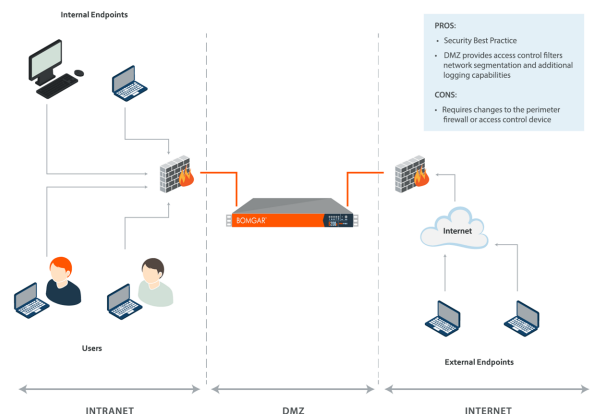 Internal Endpoints
PROS:
• Security Best Practice
• DMZ provides access control filters
network segmentation and additional
logging capabilities
CONS:
• Requires changes to the perimeter
firewall or access control device
BOMGAR
Internet
Users
External Endpoints
INTRANET
DMZ
INTERNET